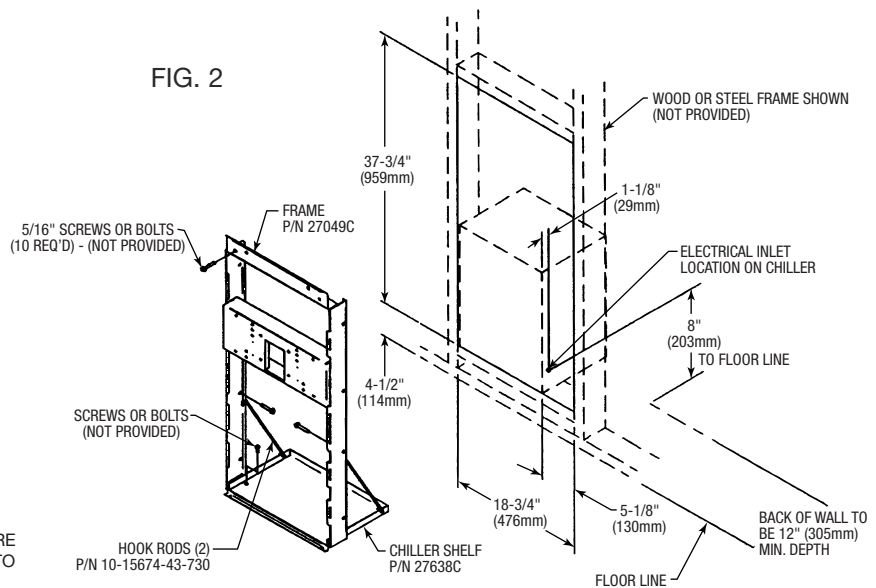 FIG. 2
WOOD OR STEEL FRAME SHOWN
(NOT PROVIDED)
37-3/4"
(959mm)
1-1/8"
(29mm)
FRAME
P/N 27049C
5/16" SCREWS OR BOLTS
(10 REQ'D) - (NOT PROVIDED)
ELECTRICAL INLET
LOCATION ON CHILLER
8"
(203mm)
TO FLOOR LINE
4-1/2"
(114mm)
SCREWS OR BOLTS
(NOT PROVIDED)
18-3/4"
(476mm)
5-1/8"
(130mm)
BACK OF WALL TO
BE 12" (305mm)
MIN. DEPTH
RE
TO
HOOK RODS (2)
P/N 10-15674-43-730
CHILLER SHELF
P/N 27638C
FLOOR LINE